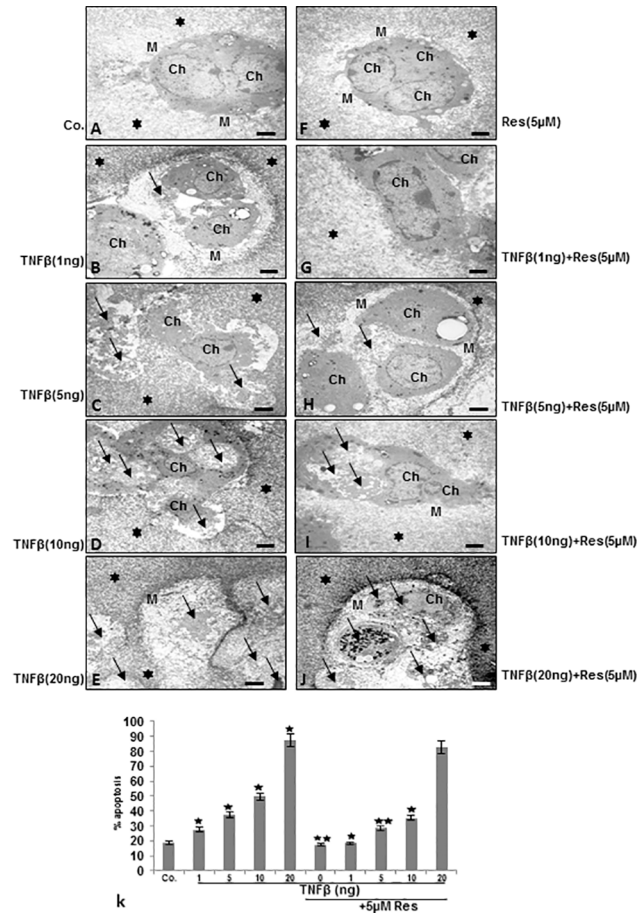 M
Ch
Ch
M
A
Co.
M
Ch
Ch
Ch
M
F
Res(5µM)
Ch
Ch
Ch
M
B
TNFβ(1ng)
Ch
Ch
G
TNFβ(1ng)+Res(5µM)
Ch
Ch
C
TNFβ(5ng)
M
Ch
M
Ch
Ch
H
TNFβ(5ng)+Res(5µM)
Ch
Ch
D
TNFβ(10ng)
Ch
Ch
M
I
TNFβ(10ng)+Res(5µM)
M
E
TNFβ(20ng)
M
Ch
J
TNFβ(20ng)+Res(5µM)
% apoptosis
100
90
80
70
60
50
40
30
20
10
0
Co. 1 5 10 20 0 1 5 10 20
TNFβ (ng)
+5µM Res
k